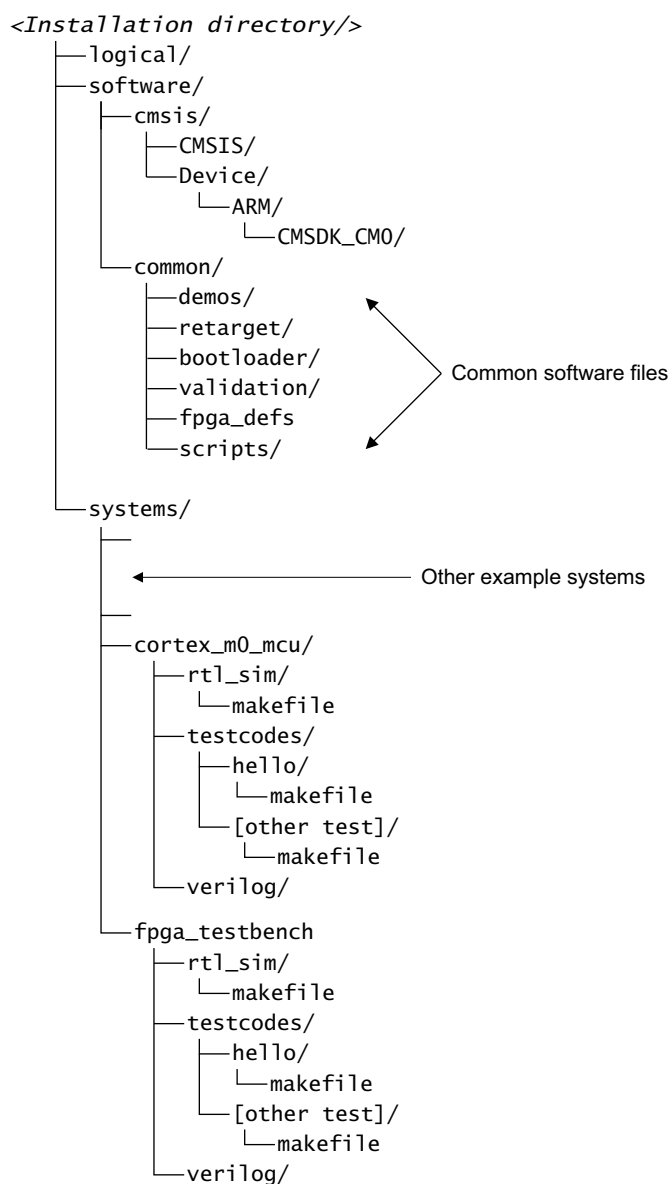 <Installation directory/>
logical/
software/
cmsis/
CMSIS/
Device/
ARM/
CMSDK_CM0/
common/
demos/
retarget/
bootloader/
Common software files
validation/
fpga_defs
scripts/
systems/
Other example systems
cortex_m0_mcu/
rtl_sim/
makefile
testcodes/
hello/
makefile
[other test]/
makefile
verilog/
fpga_testbench
rtl_sim/
makefile
testcodes/
hello/
makefile
[other test]/
makefile
verilog/